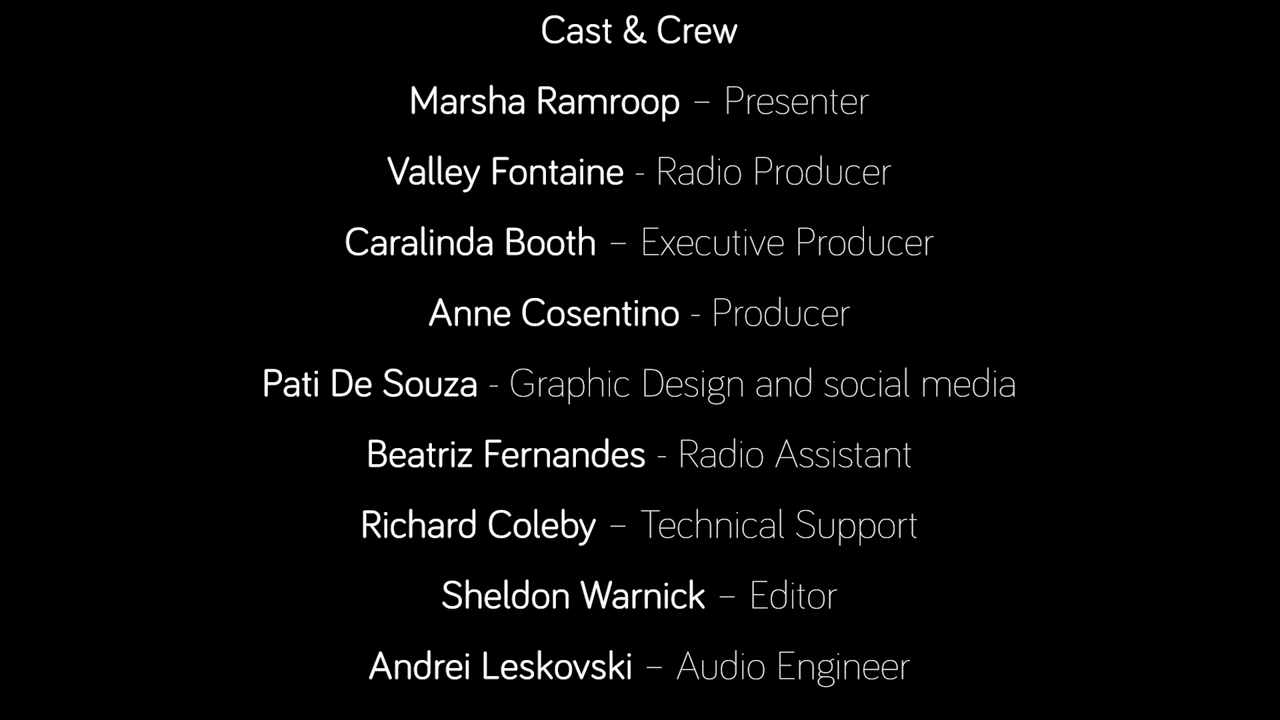 Cast & Crew
Marsha Ramroop – Presenter
Valley Fontaine - Radio Producer
Caralinda Booth – Executive Producer
Anne Cosentino - Producer
Pati De Souza - Graphic Design and social media
Beatriz Fernandes - Radio Assistant
Richard Coleby – Technical Support
Sheldon Warnick – Editor
Andrei Leskovski – Audio Engineer